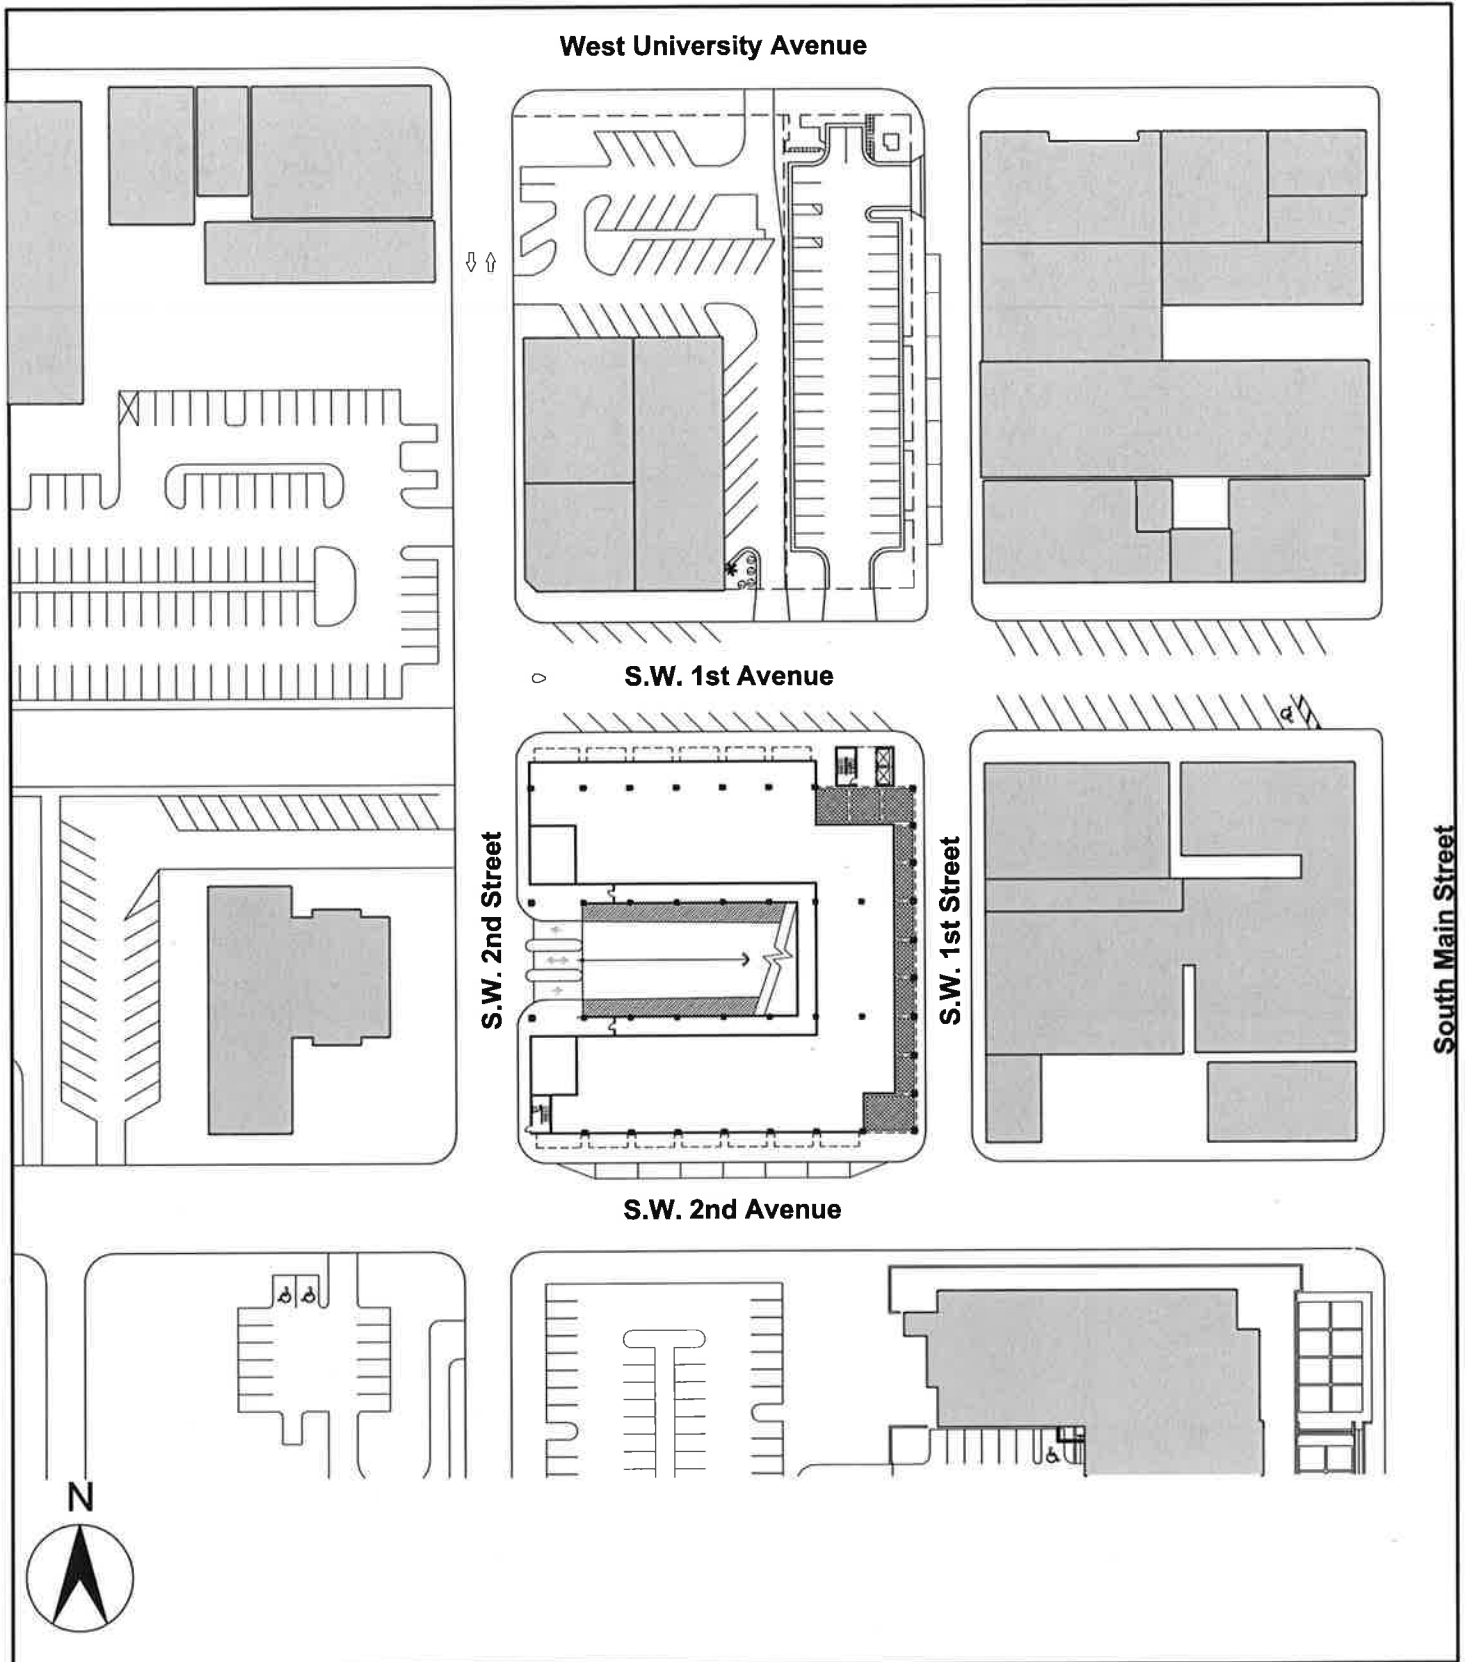 West University Avenue
S.W. 1st Avenue
S.W. 2nd Street
S.W. 1st Street
South Main Street
S.W. 2nd Avenue
N